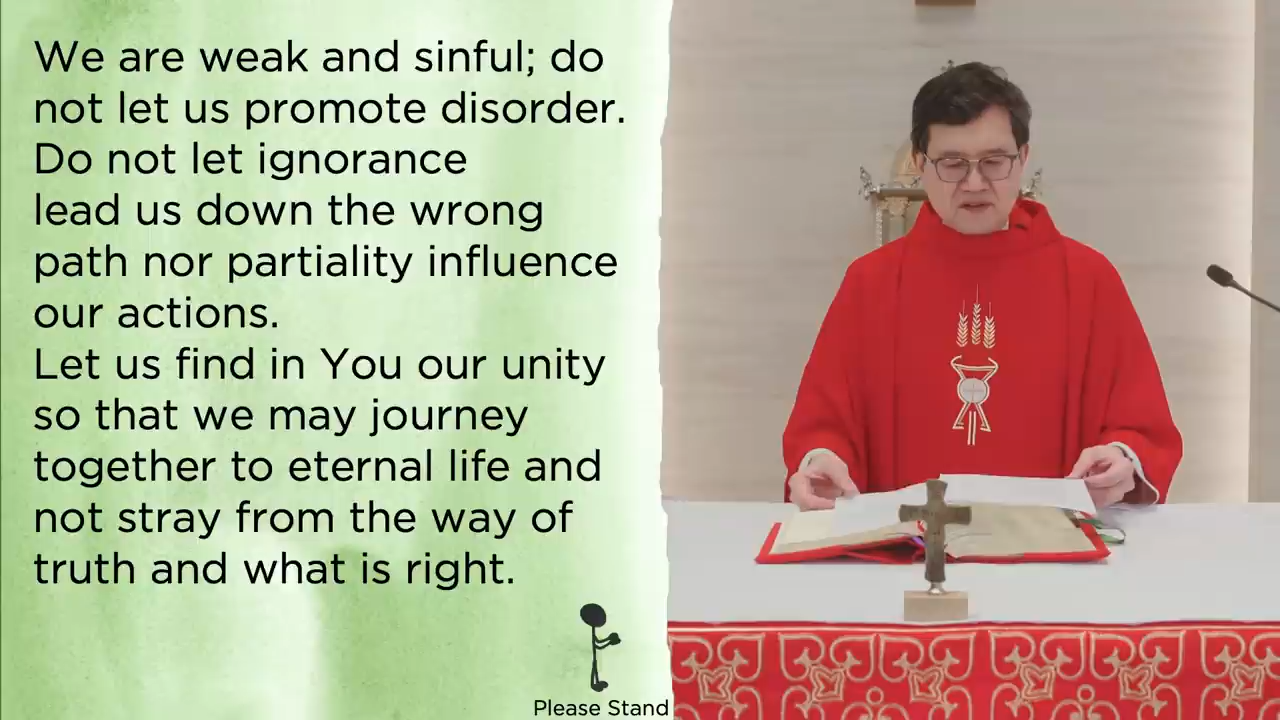 We are weak and sinful; do
not let us promote disorder.
Do not let ignorance
lead us down the wrong
path nor partiality influence
our actions.
Let us find in You our unity
so that we may journey
together to eternal life and
not stray from the way of
truth and what is right.
Please Stand